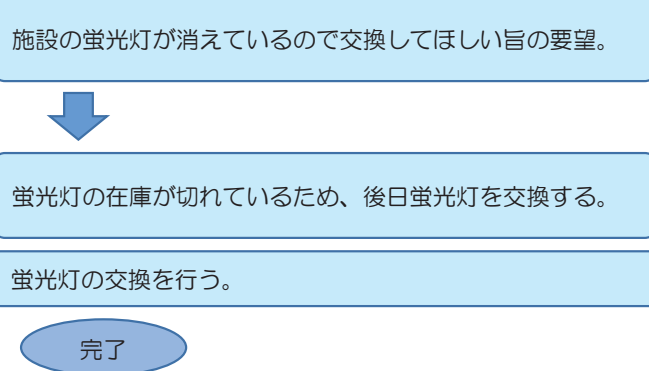 施設の蛍光灯が消えているので交換してほしい旨の要望。
蛍光灯の在庫が切れているため、後日蛍光灯を交換する。
蛍光灯の交換を行う。
完了